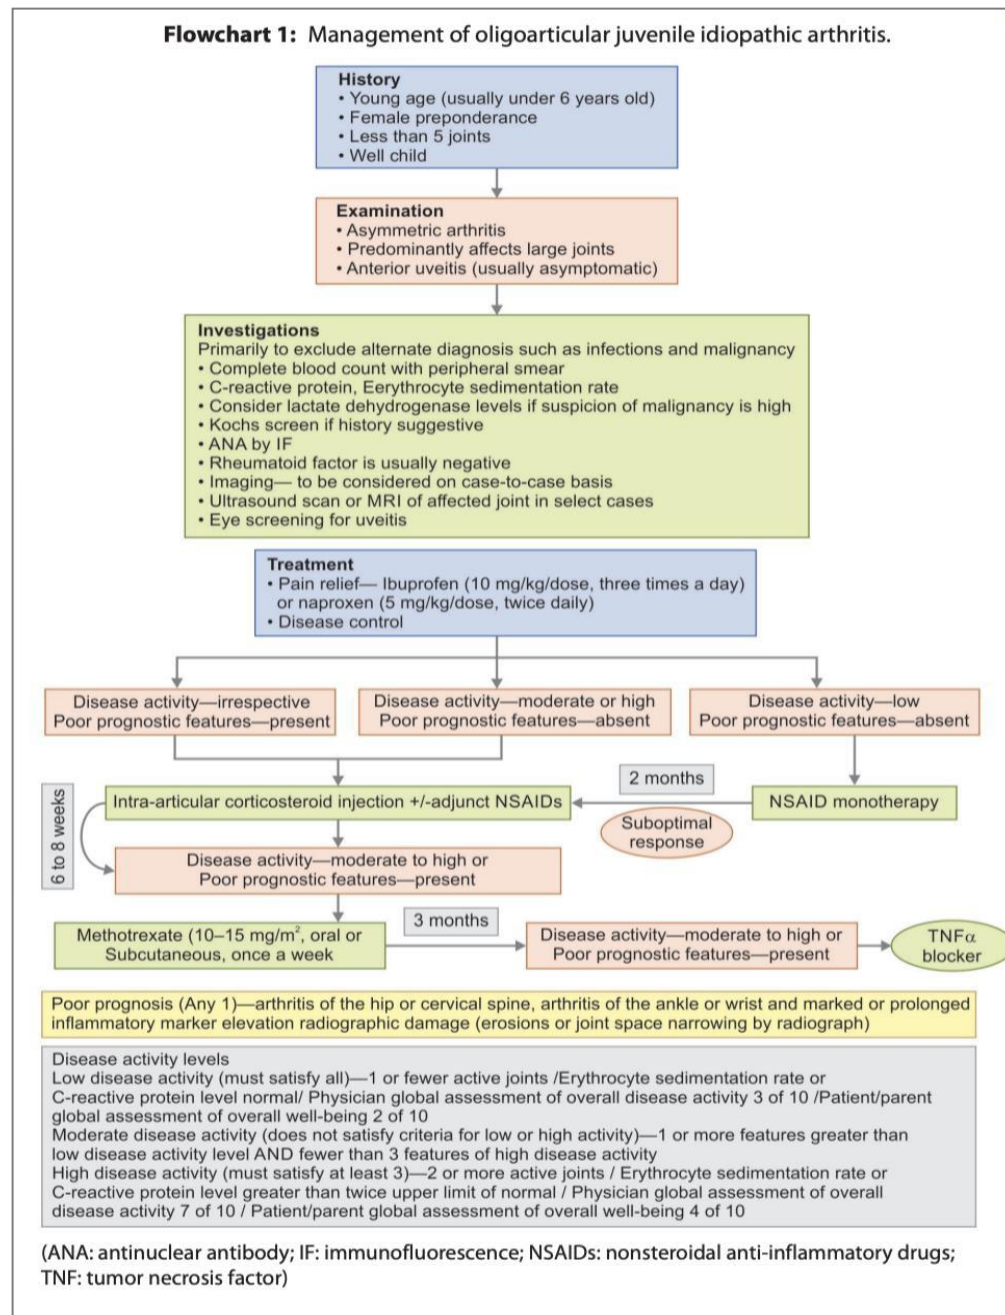 Flowchart 1: Management of oligoarticular juvenile idiopathic arthritis.
History
• Young age (usually under 6 years old)
• Female preponderance
• Less than 5 joints
• Well child
Examination
• Asymmetric arthritis
• Predominantly affects large joints
• Anterior uveitis (usually asymptomatic)
Investigations
Primarily to exclude alternate diagnosis such as infections and malignancy
• Complete blood count with peripheral smear
• C-reactive protein, Eerythrocyte sedimentation rate
• Consider lactate dehydrogenase levels if suspicion of malignancy is high
• Kochs screen if history suggestive
• ANA by IF
• Rheumatoid factor is usually negative
• Imaging— to be considered on case-to-case basis
• Ultrasound scan or MRI of affected joint in select cases
• Eye screening for uveitis
Treatment
• Pain relief— Ibuprofen (10 mg/kg/dose, three times a day)
or naproxen (5 mg/kg/dose, twice daily)
• Disease control
Disease activity—irrespective
Poor prognostic features—present
Disease activity—moderate or high
Poor prognostic features—absent
Disease activity—low
Poor prognostic features—absent
2 months
6 to 8 weeks
Intra-articular corticosteroid injection +/-adjunct NSAIDs
NSAID monotherapy
Suboptimal
response
Disease activity—moderate to high or
Poor prognostic features—present
3 months
Methotrexate (10–15 mg/m², oral or
Subcutaneous, once a week
Disease activity—moderate to high or
Poor prognostic features—present
TNFα
blocker
Poor prognosis (Any 1)—arthritis of the hip or cervical spine, arthritis of the ankle or wrist and marked or prolonged
inflammatory marker elevation radiographic damage (erosions or joint space narrowing by radiograph)
Disease activity levels
Low disease activity (must satisfy all)—1 or fewer active joints /Erythrocyte sedimentation rate or
C-reactive protein level normal/ Physician global assessment of overall disease activity 3 of 10 /Patient/parent
global assessment of overall well-being 2 of 10
Moderate disease activity (does not satisfy criteria for low or high activity)—1 or more features greater than
low disease activity level AND fewer than 3 features of high disease activity
High disease activity (must satisfy at least 3)—2 or more active joints / Erythrocyte sedimentation rate or
C-reactive protein level greater than twice upper limit of normal / Physician global assessment of overall
disease activity 7 of 10 / Patient/parent global assessment of overall well-being 4 of 10
(ANA: antinuclear antibody; IF: immunofluorescence; NSAIDs: nonsteroidal anti-inflammatory drugs;
TNF: tumor necrosis factor)